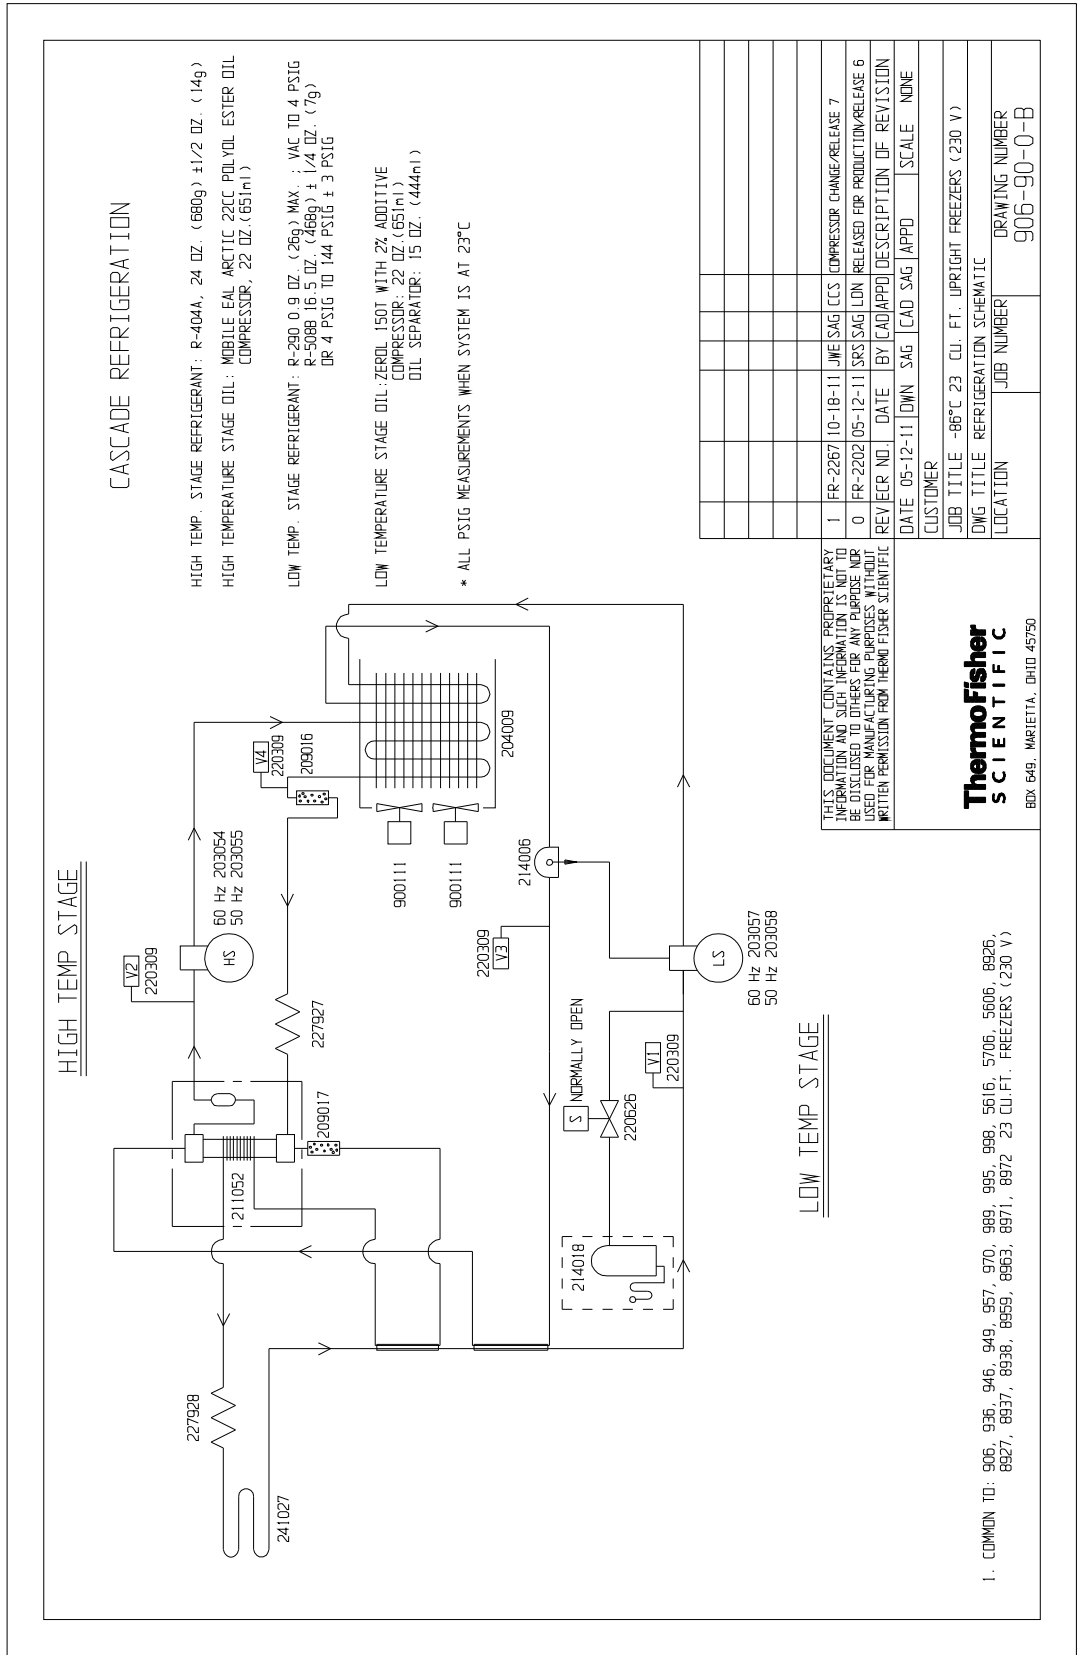 CASCADE REFRIGERATION
HIGH TEMP. STAGE REFRIGERANT: R-404A, 24 OZ. (680g) ±1/2 OZ. (14g)
HIGH TEMPERATURE STAGE OIL: MOBILE EAL ARCTIC 22CC POLYOL ESTER OIL
COMPRESSOR, 22 OZ.(651ml)
LOW TEMP. STAGE REFRIGERANT: R-290 0.9 OZ. (26g) MAX. ; VAC TO 4 PSIG
R-508B 16.5 OZ. (468g) ± 1/4 OZ. (7g)
OR 4 PSIG TO 144 PSIG ± 3 PSIG
LOW TEMPERATURE STAGE OIL:ZEROL 150T WITH 2% ADDITIVE
COMPRESSOR: 22 OZ.(651ml)
OIL SEPARATOR: 15 OZ. (444ml)
* ALL PSIG MEASUREMENTS WHEN SYSTEM IS AT 23°C
HIGH TEMP STAGE
V2
220309
HS
60 Hz 203054
50 Hz 203055
V4
220309
209016
204009
900111
900111
227927
209017
211052
227928
241027
214006
220309
V3
S NORMALLY OPEN
220626
V1
220309
214018
LS
60 Hz 203057
50 Hz 203058
LOW TEMP STAGE
1. COMMON TO: 906, 936, 946, 949, 957, 970, 989, 995, 998, 5616, 5706, 5606, 8926,
8927, 8937, 8938, 8959, 8963, 8971, 8972 23 CU.FT. FREEZERS (230 V)
THIS DOCUMENT CONTAINS PROPRIETARY
INFORMATION AND SUCH INFORMATION IS NOT TO
BE DISCLOSED TO OTHERS FOR ANY PURPOSE NOR
USED FOR MANUFACTURING PURPOSES WITHOUT
WRITTEN PERMISSION FROM THERMO FISHER SCIENTIFIC
ThermoFisher
SCIENTIFIC
BOX 649, MARIETTA, OHIO 45750
1 FR-2267 10-18-11 JWE SAG CCS COMPRESSOR CHANGE/RELEASE 7
0 FR-2202 05-12-11 SRS SAG LDN RELEASED FOR PRODUCTION/RELEASE 6
REV ECR NO. DATE BY CAD APPD DESCRIPTION OF REVISION
DATE 05-12-11 DWN SAG CAD SAG APPD SCALE NONE
CUSTOMER
JOB TITLE -86°C 23 CU. FT. UPRIGHT FREEZERS (230 V)
DWG TITLE REFRIGERATION SCHEMATIC
LOCATION JOB NUMBER DRAWING NUMBER
906-90-0-B